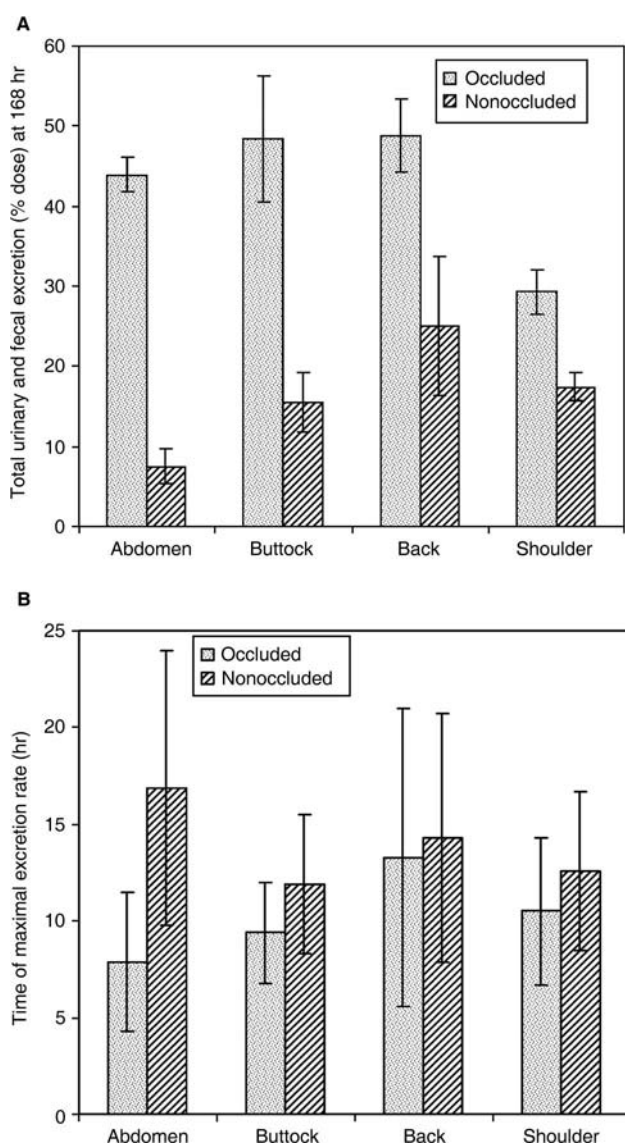 A
Total urinary and fecal excretion (% dose) at 168 hr
60
50
40
30
20
10
0
Occluded
Nonoccluded
Abdomen Buttock Back Shoulder
B
Time of maximal excretion rate (hr)
25
20
15
10
5
0
Occluded
Nonoccluded
Abdomen Buttock Back Shoulder